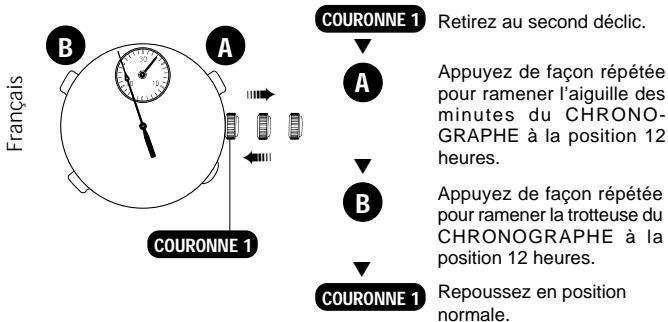 Français
B
A
30
10
COURONNE 1
COURONNE 1
Retirez au second déclic.
A
Appuyez de façon répétée
pour ramener l'aiguille des
minutes du CHRONO-
GRAPHE à la position 12
heures.
B
Appuyez de façon répétée
pour ramener la trotteuse du
CHRONOGRAPHE à la
position 12 heures.
COURONNE 1
Repoussez en position
normale.